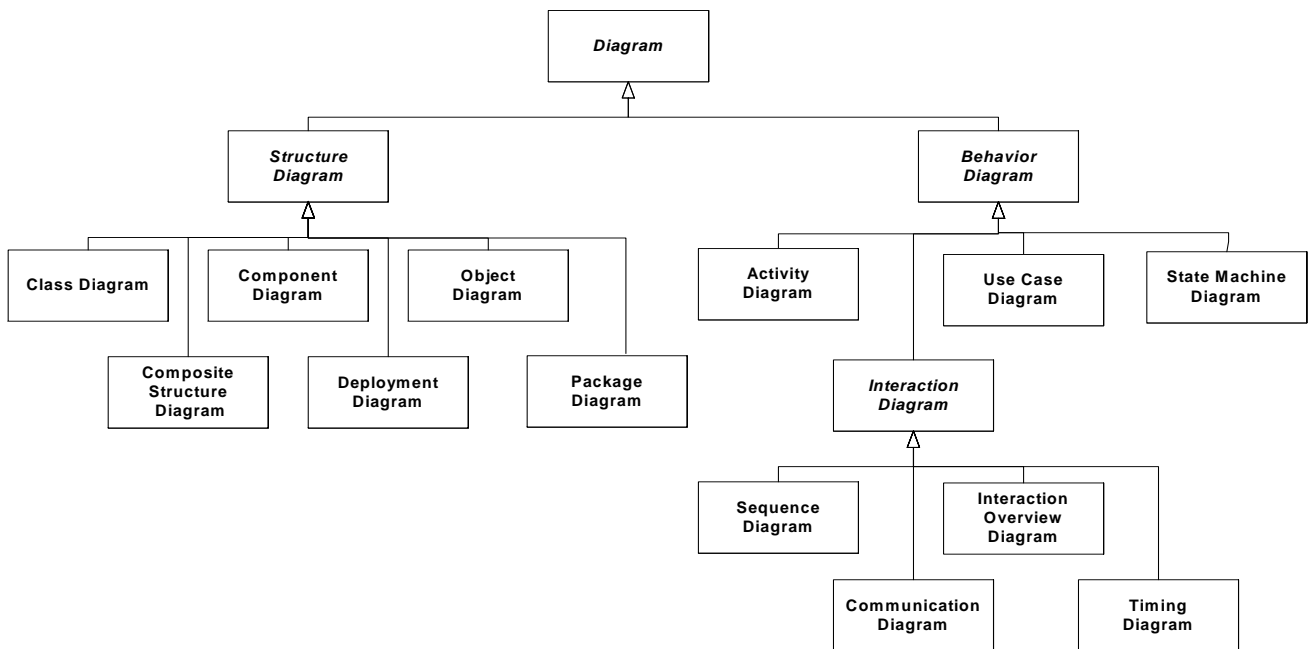 Diagram
Structure
Diagram
Behavior
Diagram
Class Diagram
Component
Diagram
Object
Diagram
Activity
Diagram
Use Case
Diagram
State Machine
Diagram
Composite
Structure
Diagram
Deployment
Diagram
Package
Diagram
Interaction
Diagram
Sequence
Diagram
Interaction
Overview
Diagram
Communication
Diagram
Timing
Diagram